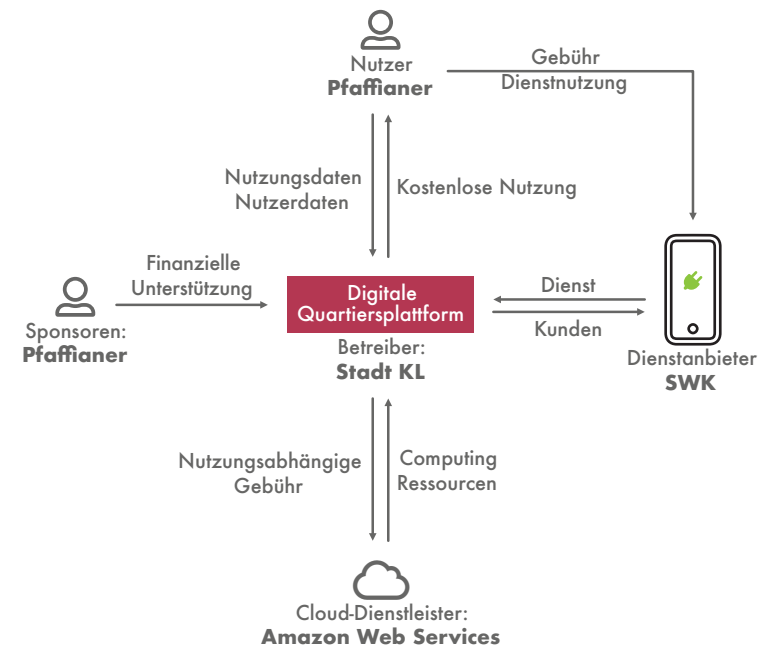 Nutzer
Pfaffianer
Gebühr
Dienstnutzung
Nutzungsdaten
Nutzerdaten
Kostenlose Nutzung
Finanzielle
Unterstützung
Sponsoren:
Pfaffianer
Digitale
Quartiersplattform
Betreiber:
Stadt KL
Dienst
Kunden
Dienstanbieter
SWK
Nutzungsabhängige
Gebühr
Computing
Ressourcen
Cloud-Dienstleister:
Amazon Web Services